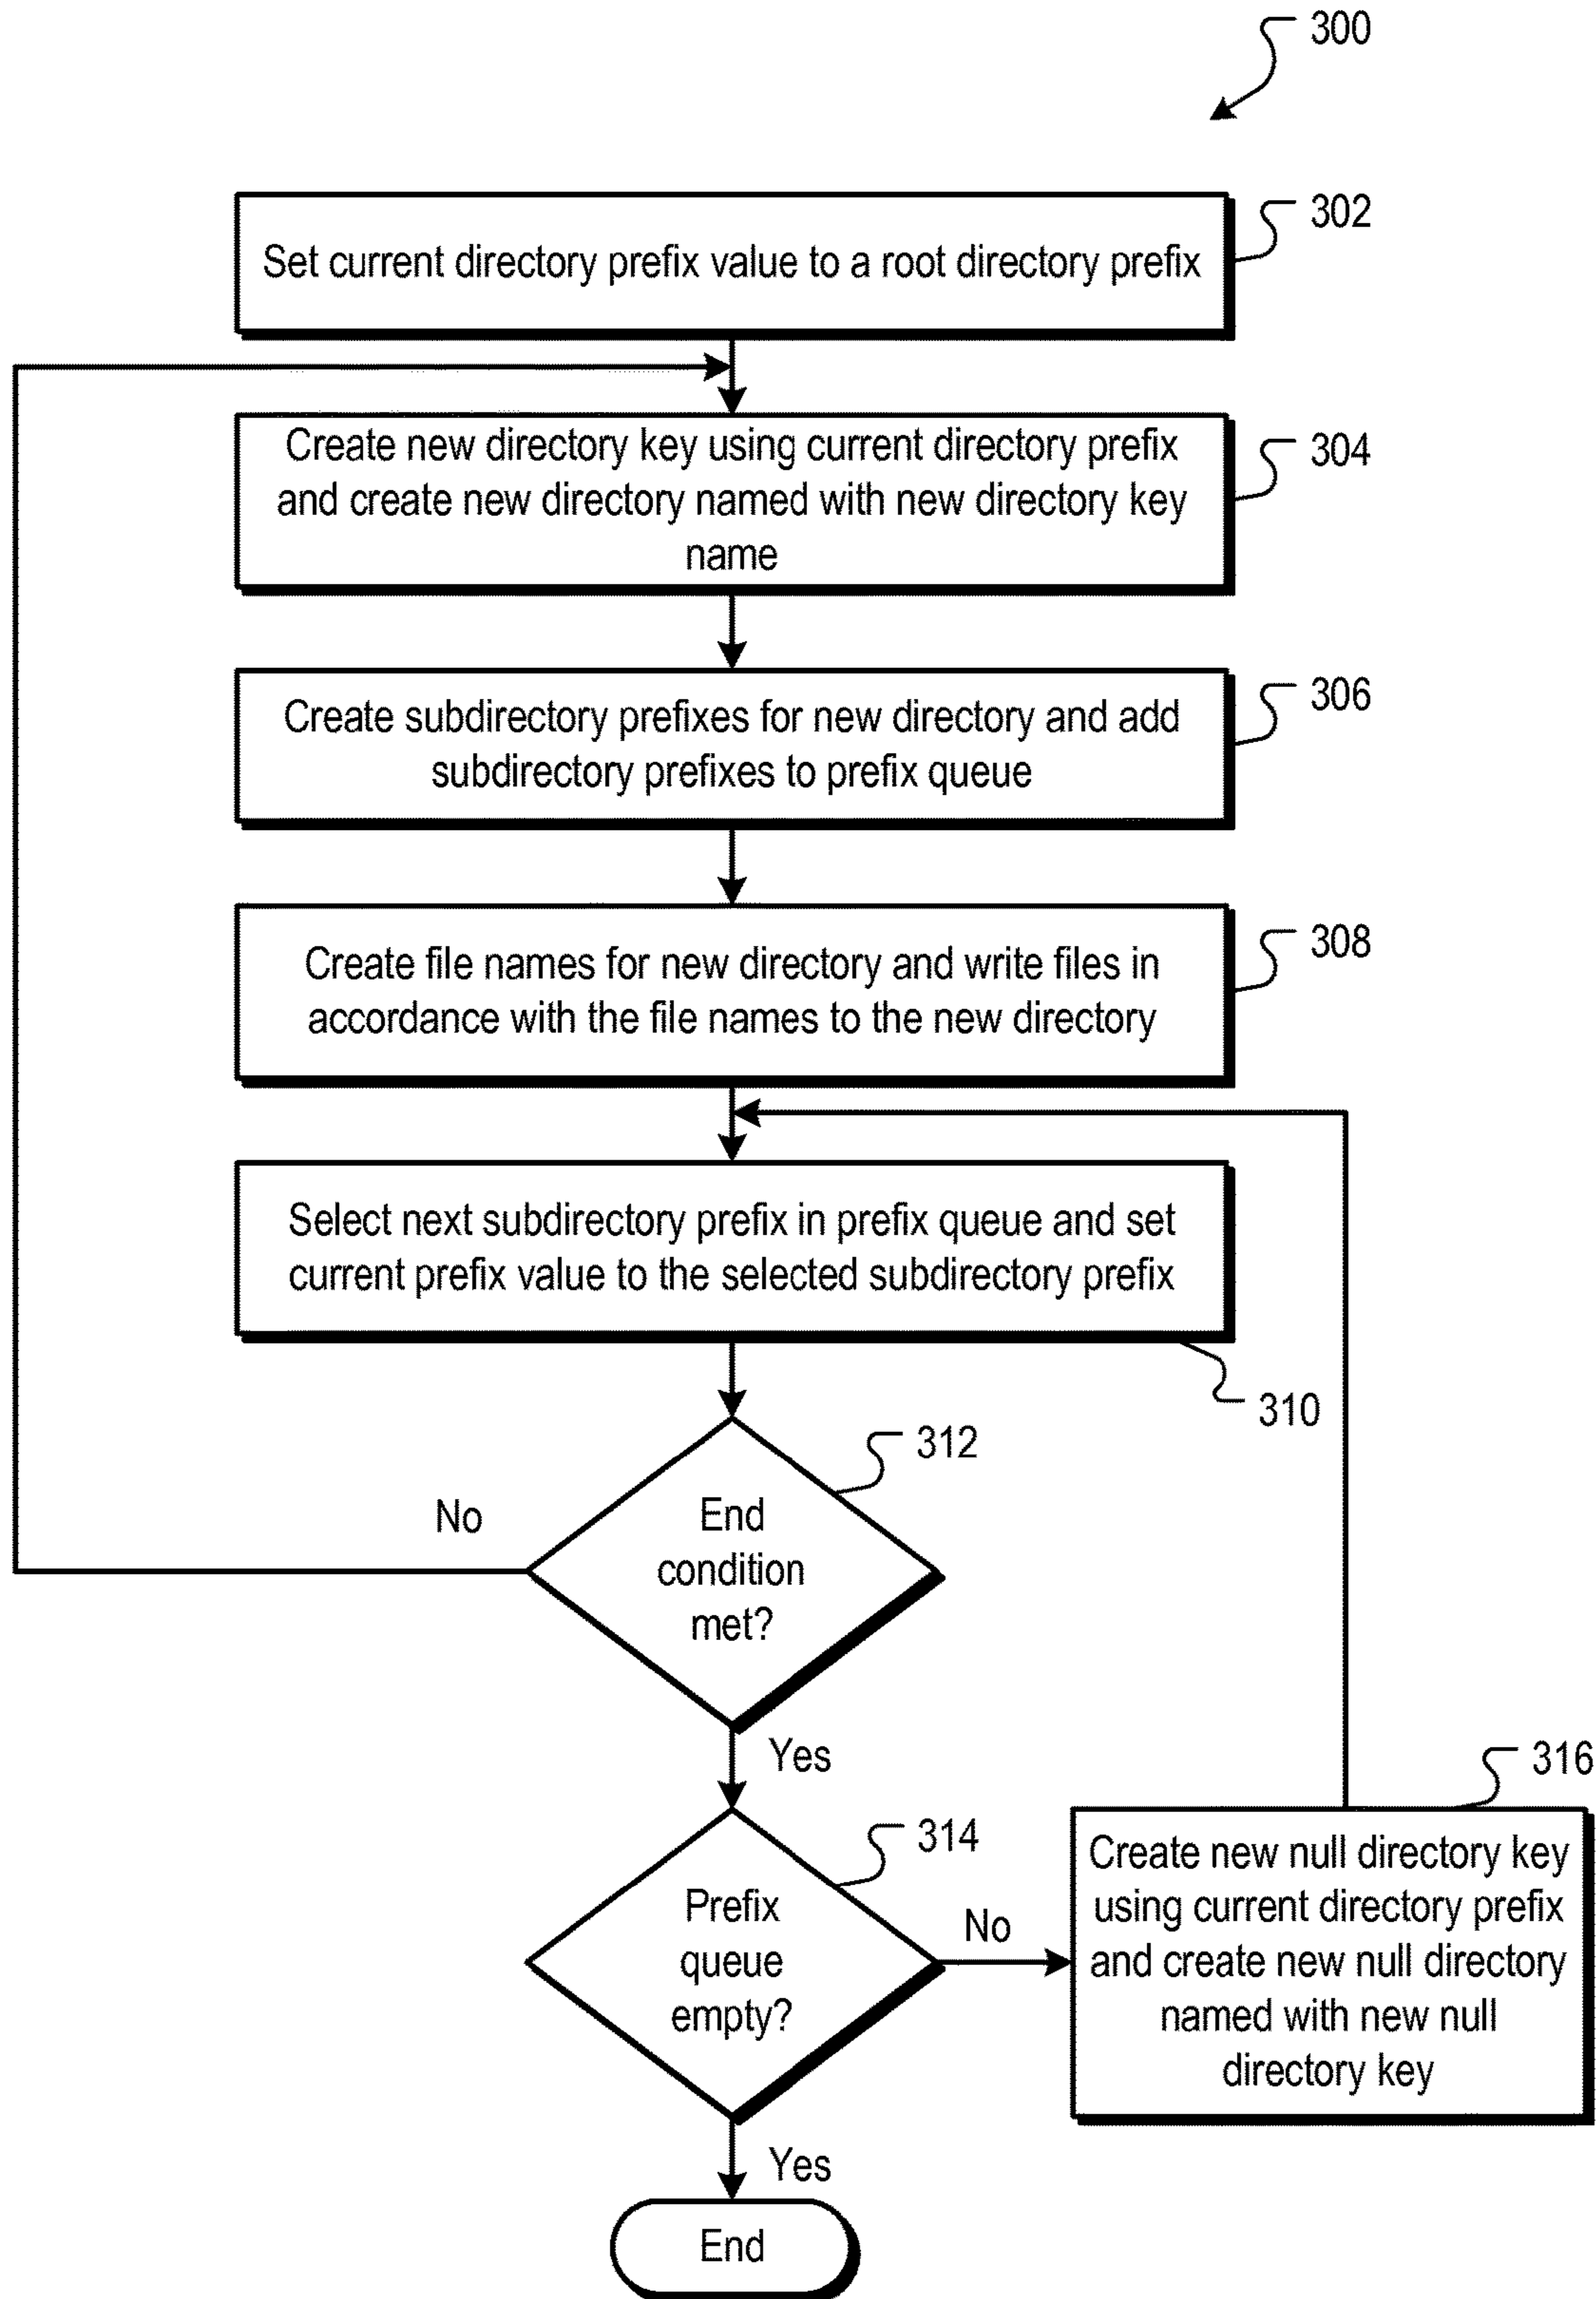 300
Set current directory prefix value to a root directory prefix
302
Create new directory key using current directory prefix
and create new directory named with new directory key
name
304
Create subdirectory prefixes for new directory and add
subdirectory prefixes to prefix queue
306
Create file names for new directory and write files in
accordance with the file names to the new directory
308
Select next subdirectory prefix in prefix queue and set
current prefix value to the selected subdirectory prefix
310
312
End
condition
met?
No
Yes
314
Prefix
queue
empty?
No
316
Create new null directory key
using current directory prefix
and create new null directory
named with new null
directory key
Yes
End